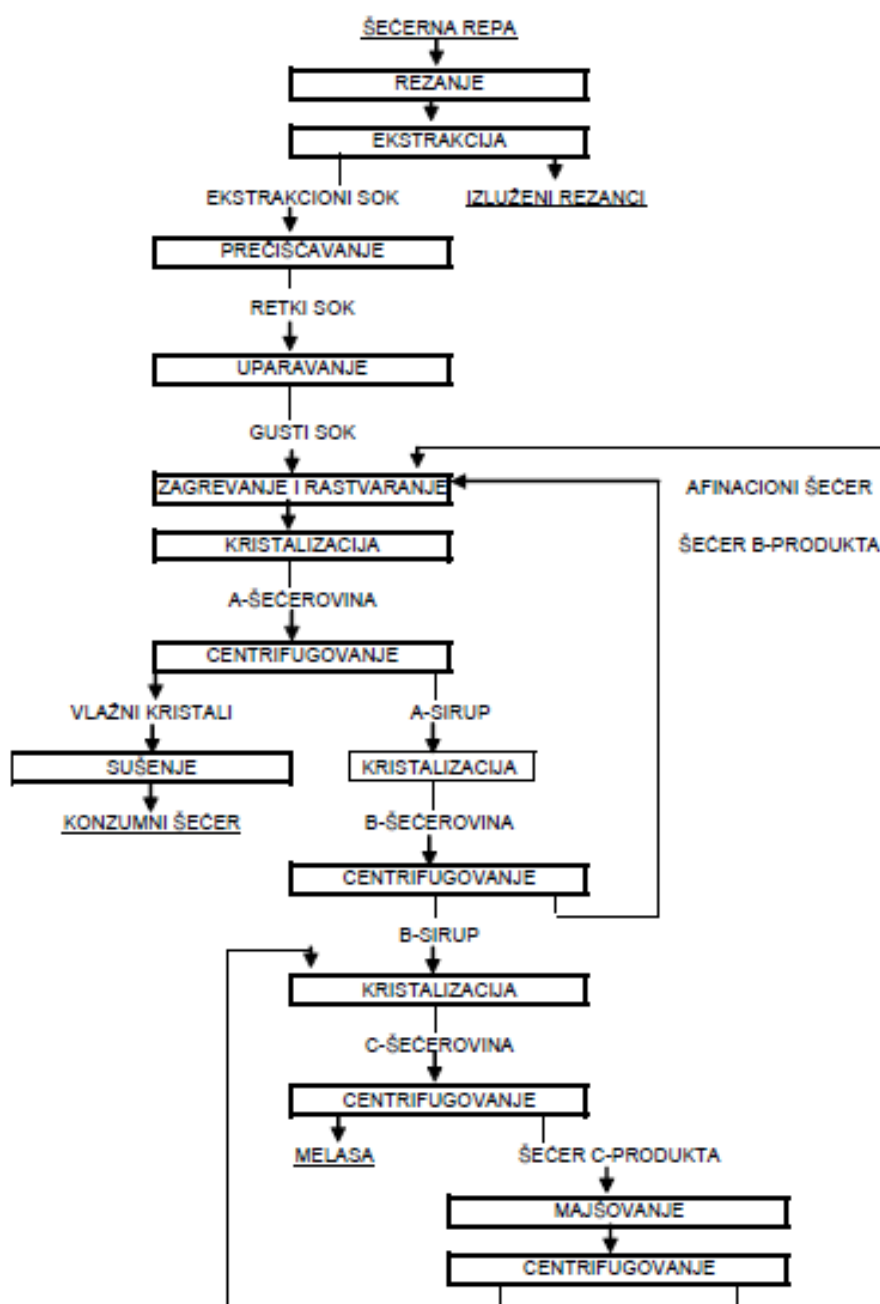 ŠEĆERNA REPA
REZANJE
EKSTRAKCIJA
EKSTRAKCIONI SOK
IZLUŽENI REZANCI
PREČIŠĆAVANJE
RETKI SOK
UPARAVANJE
GUSTI SOK
ZAGREVANJE I RASTVARANJE
AFINACIONI ŠEĆER
KRISTALIZACIJA
ŠEĆER B-PRODUKTA
A-ŠEĆEROVINA
CENTRIFUGOVANJE
VLAŽNI KRISTALI
A-SIRUP
SUŠENJE
KRISTALIZACIJA
KONZUMNI ŠEĆER
B-ŠEĆEROVINA
CENTRIFUGOVANJE
B-SIRUP
KRISTALIZACIJA
C-ŠEĆEROVINA
CENTRIFUGOVANJE
MELASA
ŠEĆER C-PRODUKTA
MAJŠOVANJE
CENTRIFUGOVANJE